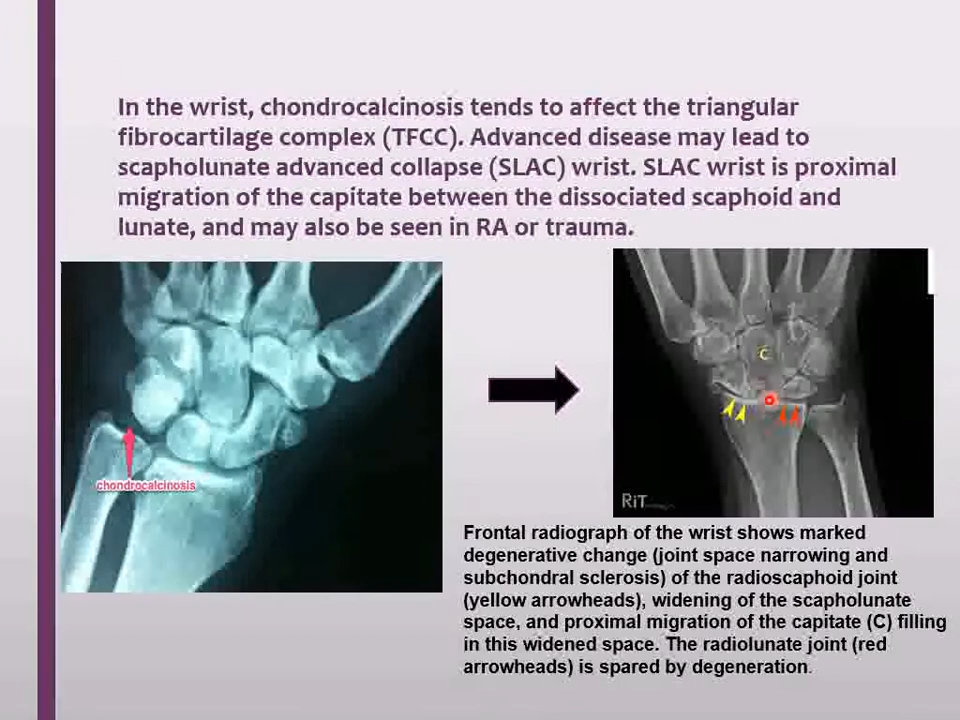 In the wrist, chondrocalcinosis tends to affect the triangular
fibrocartilage complex (TFCC). Advanced disease may lead to
scapholunate advanced collapse (SLAC) wrist. SLAC wrist is proximal
migration of the capitate between the dissociated scaphoid and
lunate, and may also be seen in RA or trauma.
chondrocalcinosis
C
RiT
Frontal radiograph of the wrist shows marked
degenerative change (joint space narrowing and
subchondral sclerosis) of the radioscaphoid joint
(yellow arrowheads), widening of the scapholunate
space, and proximal migration of the capitate (C) filling
in this widened space. The radiolunate joint (red
arrowheads) is spared by degeneration.